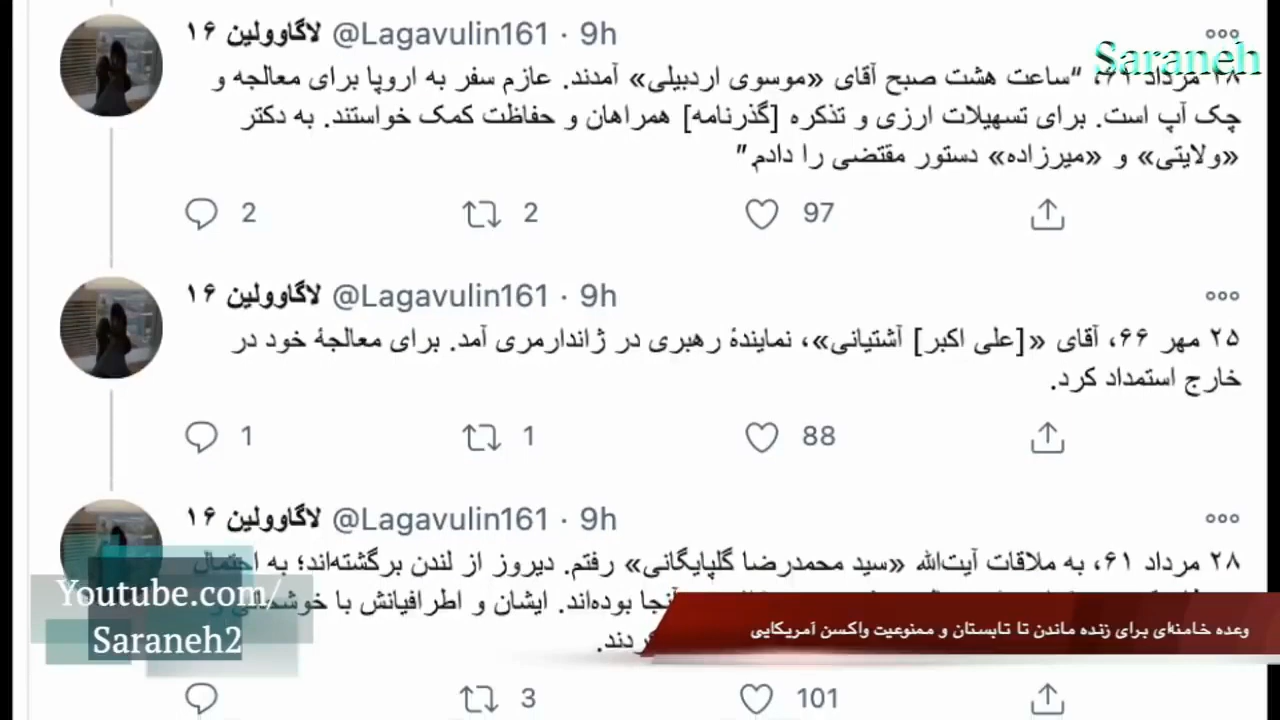 Saraneh
لاگاوولین ۱۶ @Lagavulin161 · 9h
۲۸ مرداد ۶۹، "ساعت هشت صبح آقای «موسوی اردبیلی» آمدند. عازم سفر به اروپا برای معالجه و
چک آپ است. برای تسهیلات ارزی و تذکره [گذرنامه] همراهان و حفاظت کمک خواستند. به دکتر
«ولایتی» و «میرزاده» دستور مقتضی را دادم."
2 2 97
لاگاوولین ۱۶ @Lagavulin161 · 9h
۲۵ مهر ۶۶، آقای «[علی اکبر] آشتیانی»، نمایندهٔ رهبری در ژاندارمری آمد. برای معالجهٔ خود در
خارج استمداد کرد.
1 1 88
لاگاوولین ۱۶ @Lagavulin161 · 9h
۲۸ مرداد ۶۱، به ملاقات آیت‌الله «سید محمدرضا گلپایگانی» رفتم. دیروز از لندن برگشته‌اند؛ به احتمال
آنجا بوده‌اند. ایشان و اطرافیانش با
Youtube.com/
Saraneh2
وعده خامنه‌ای برای زنده ماندن تا تابستان و ممنوعیت واکسن آمریکایی
3 101